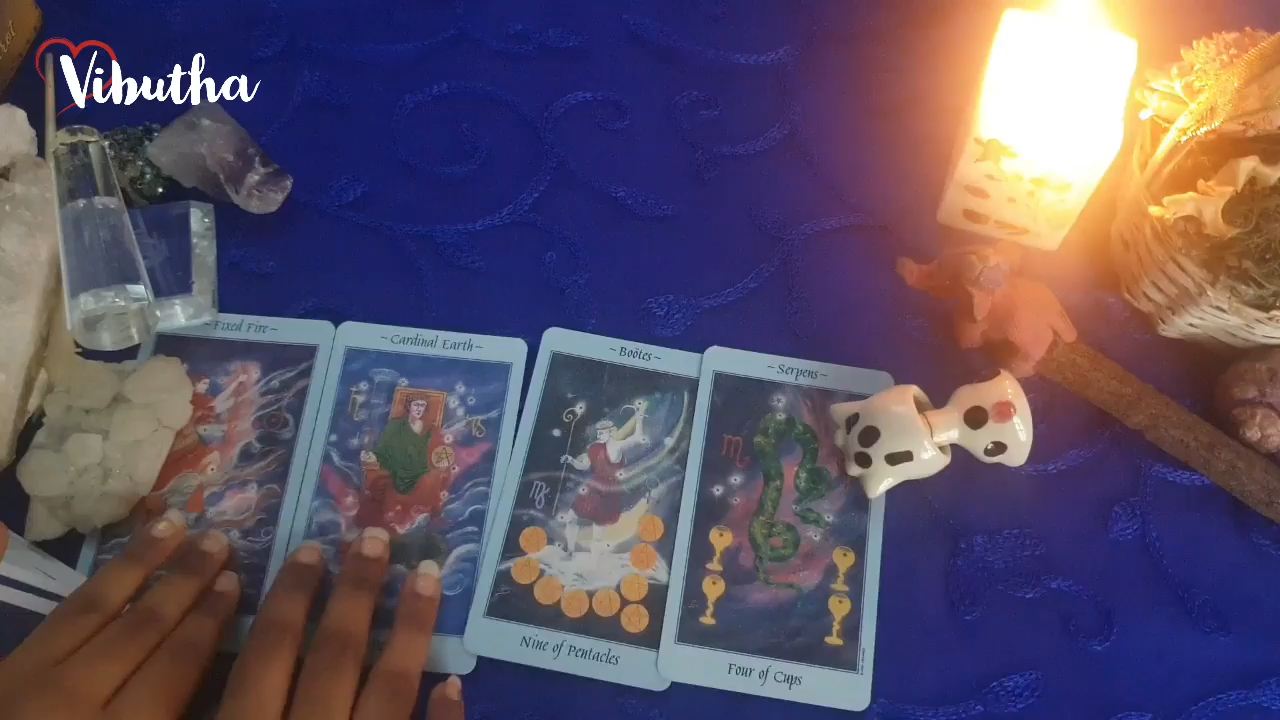 Vibutha
~ Fixed Fire ~
~ Cardinal Earth ~
~ Boötes ~
~ Serpens ~
Nine of Pentacles
Four of Cups